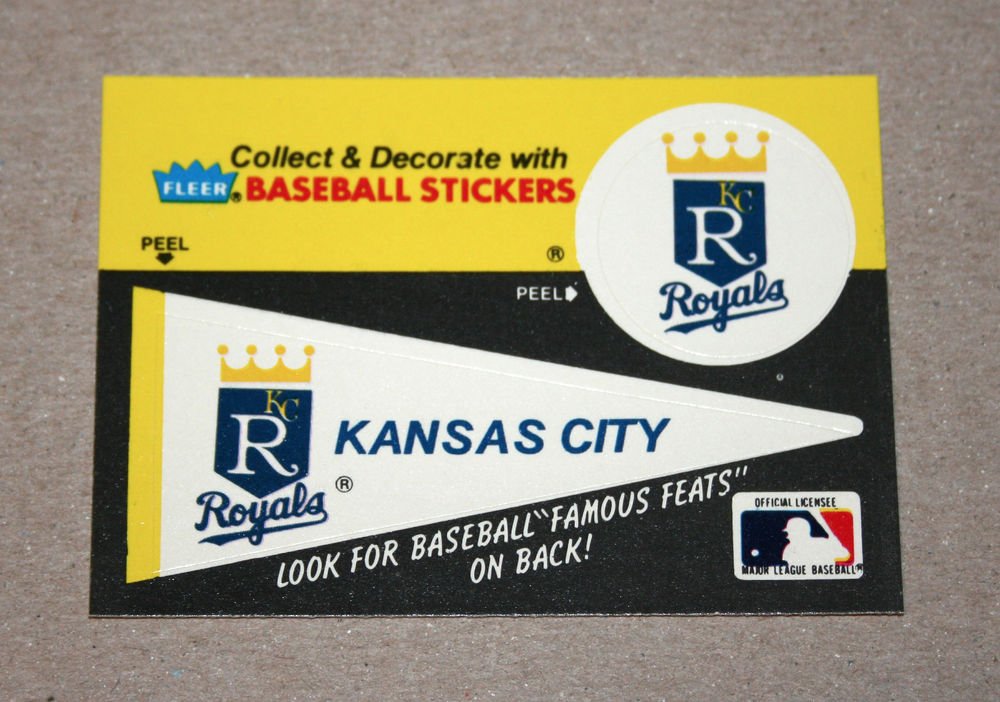 Collect & Decorate with
FLEER® BASEBALL STICKERS
PEEL
®
PEEL
KC
R
Royals
KC
R
Royals
®
KANSAS CITY
LOOK FOR BASEBALL "FAMOUS FEATS"
ON BACK!
OFFICIAL LICENSEE
MAJOR LEAGUE BASEBALL®